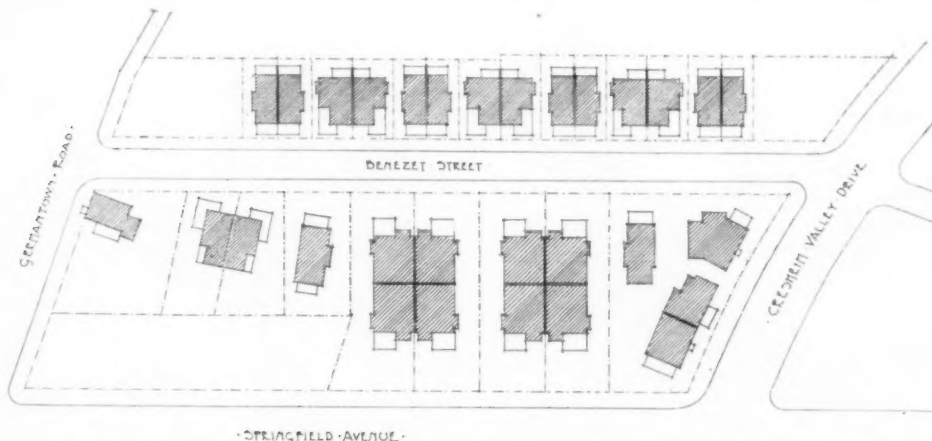 BENEZET STREET
GERMANTOWN · ROAD ·
· CRESHEIM VALLEY DRIVE
· SPRINGFIELD · AVENUE ·